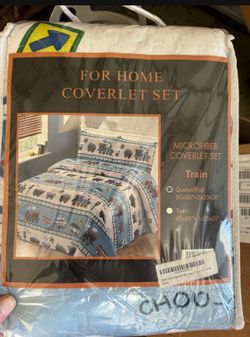 FOR HOME
COVERLET SET
MICROFIBER
COVERLET SET
Train
Queen/Full
Twin
CHOO